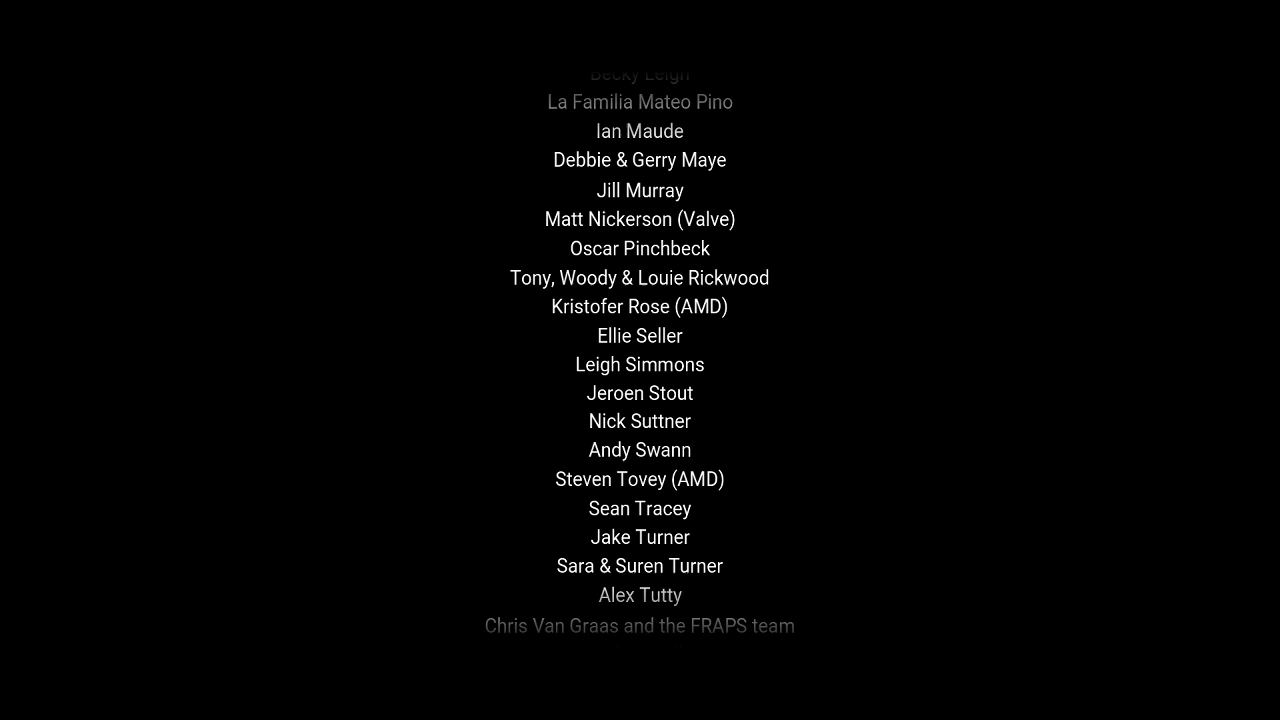 Becky Leigh
La Familia Mateo Pino
Ian Maude
Debbie & Gerry Maye
Jill Murray
Matt Nickerson (Valve)
Oscar Pinchbeck
Tony, Woody & Louie Rickwood
Kristofer Rose (AMD)
Ellie Seller
Leigh Simmons
Jeroen Stout
Nick Suttner
Andy Swann
Steven Tovey (AMD)
Sean Tracey
Jake Turner
Sara & Suren Turner
Alex Tutty
Chris Van Graas and the FRAPS team